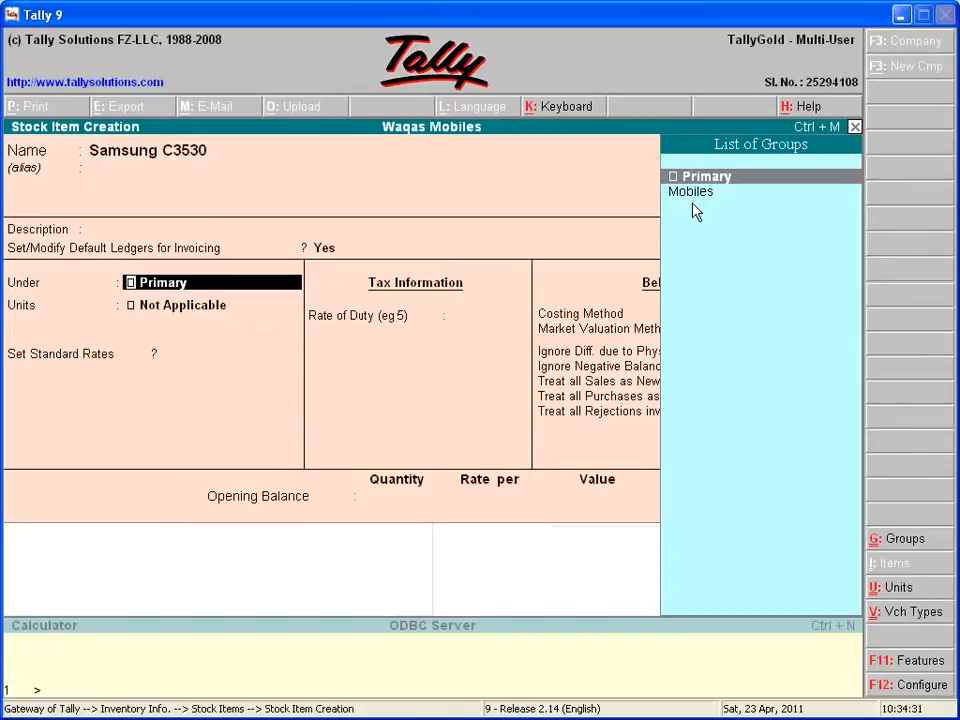 Tally 9
(c) Tally Solutions FZ-LLC, 1988-2008
Tally
TallyGold - Multi-User
http://www.tallysolutions.com
Sl. No.: 25294108
F3: Company
F3: New Cmp
P: Print
E: Export
M: E-Mail
O: Upload
L: Language
K: Keyboard
H: Help
Stock Item Creation
Waqas Mobiles
Ctrl + M
Name : Samsung C3530
(alias) :
List of Groups
Primary
Mobiles
Description :
Set/Modify Default Ledgers for Invoicing ? Yes
Under : Primary
Units : Not Applicable
Set Standard Rates ?
Tax Information
Rate of Duty (eg 5) :
Costing Method
Market Valuation Meth
Ignore Diff. due to Phy
Ignore Negative Balan
Treat all Sales as New
Treat all Purchases as
Treat all Rejections inv
Quantity Rate per Value
Opening Balance :
G: Groups
I: Items
U: Units
V: Vch Types
F11: Features
F12: Configure
Calculator
ODBC Server
Ctrl + N
1 >
Gateway of Tally --> Inventory Info. --> Stock Items --> Stock Item Creation
9 - Release 2.14 (English)
Sat, 23 Apr, 2011
10:34:31